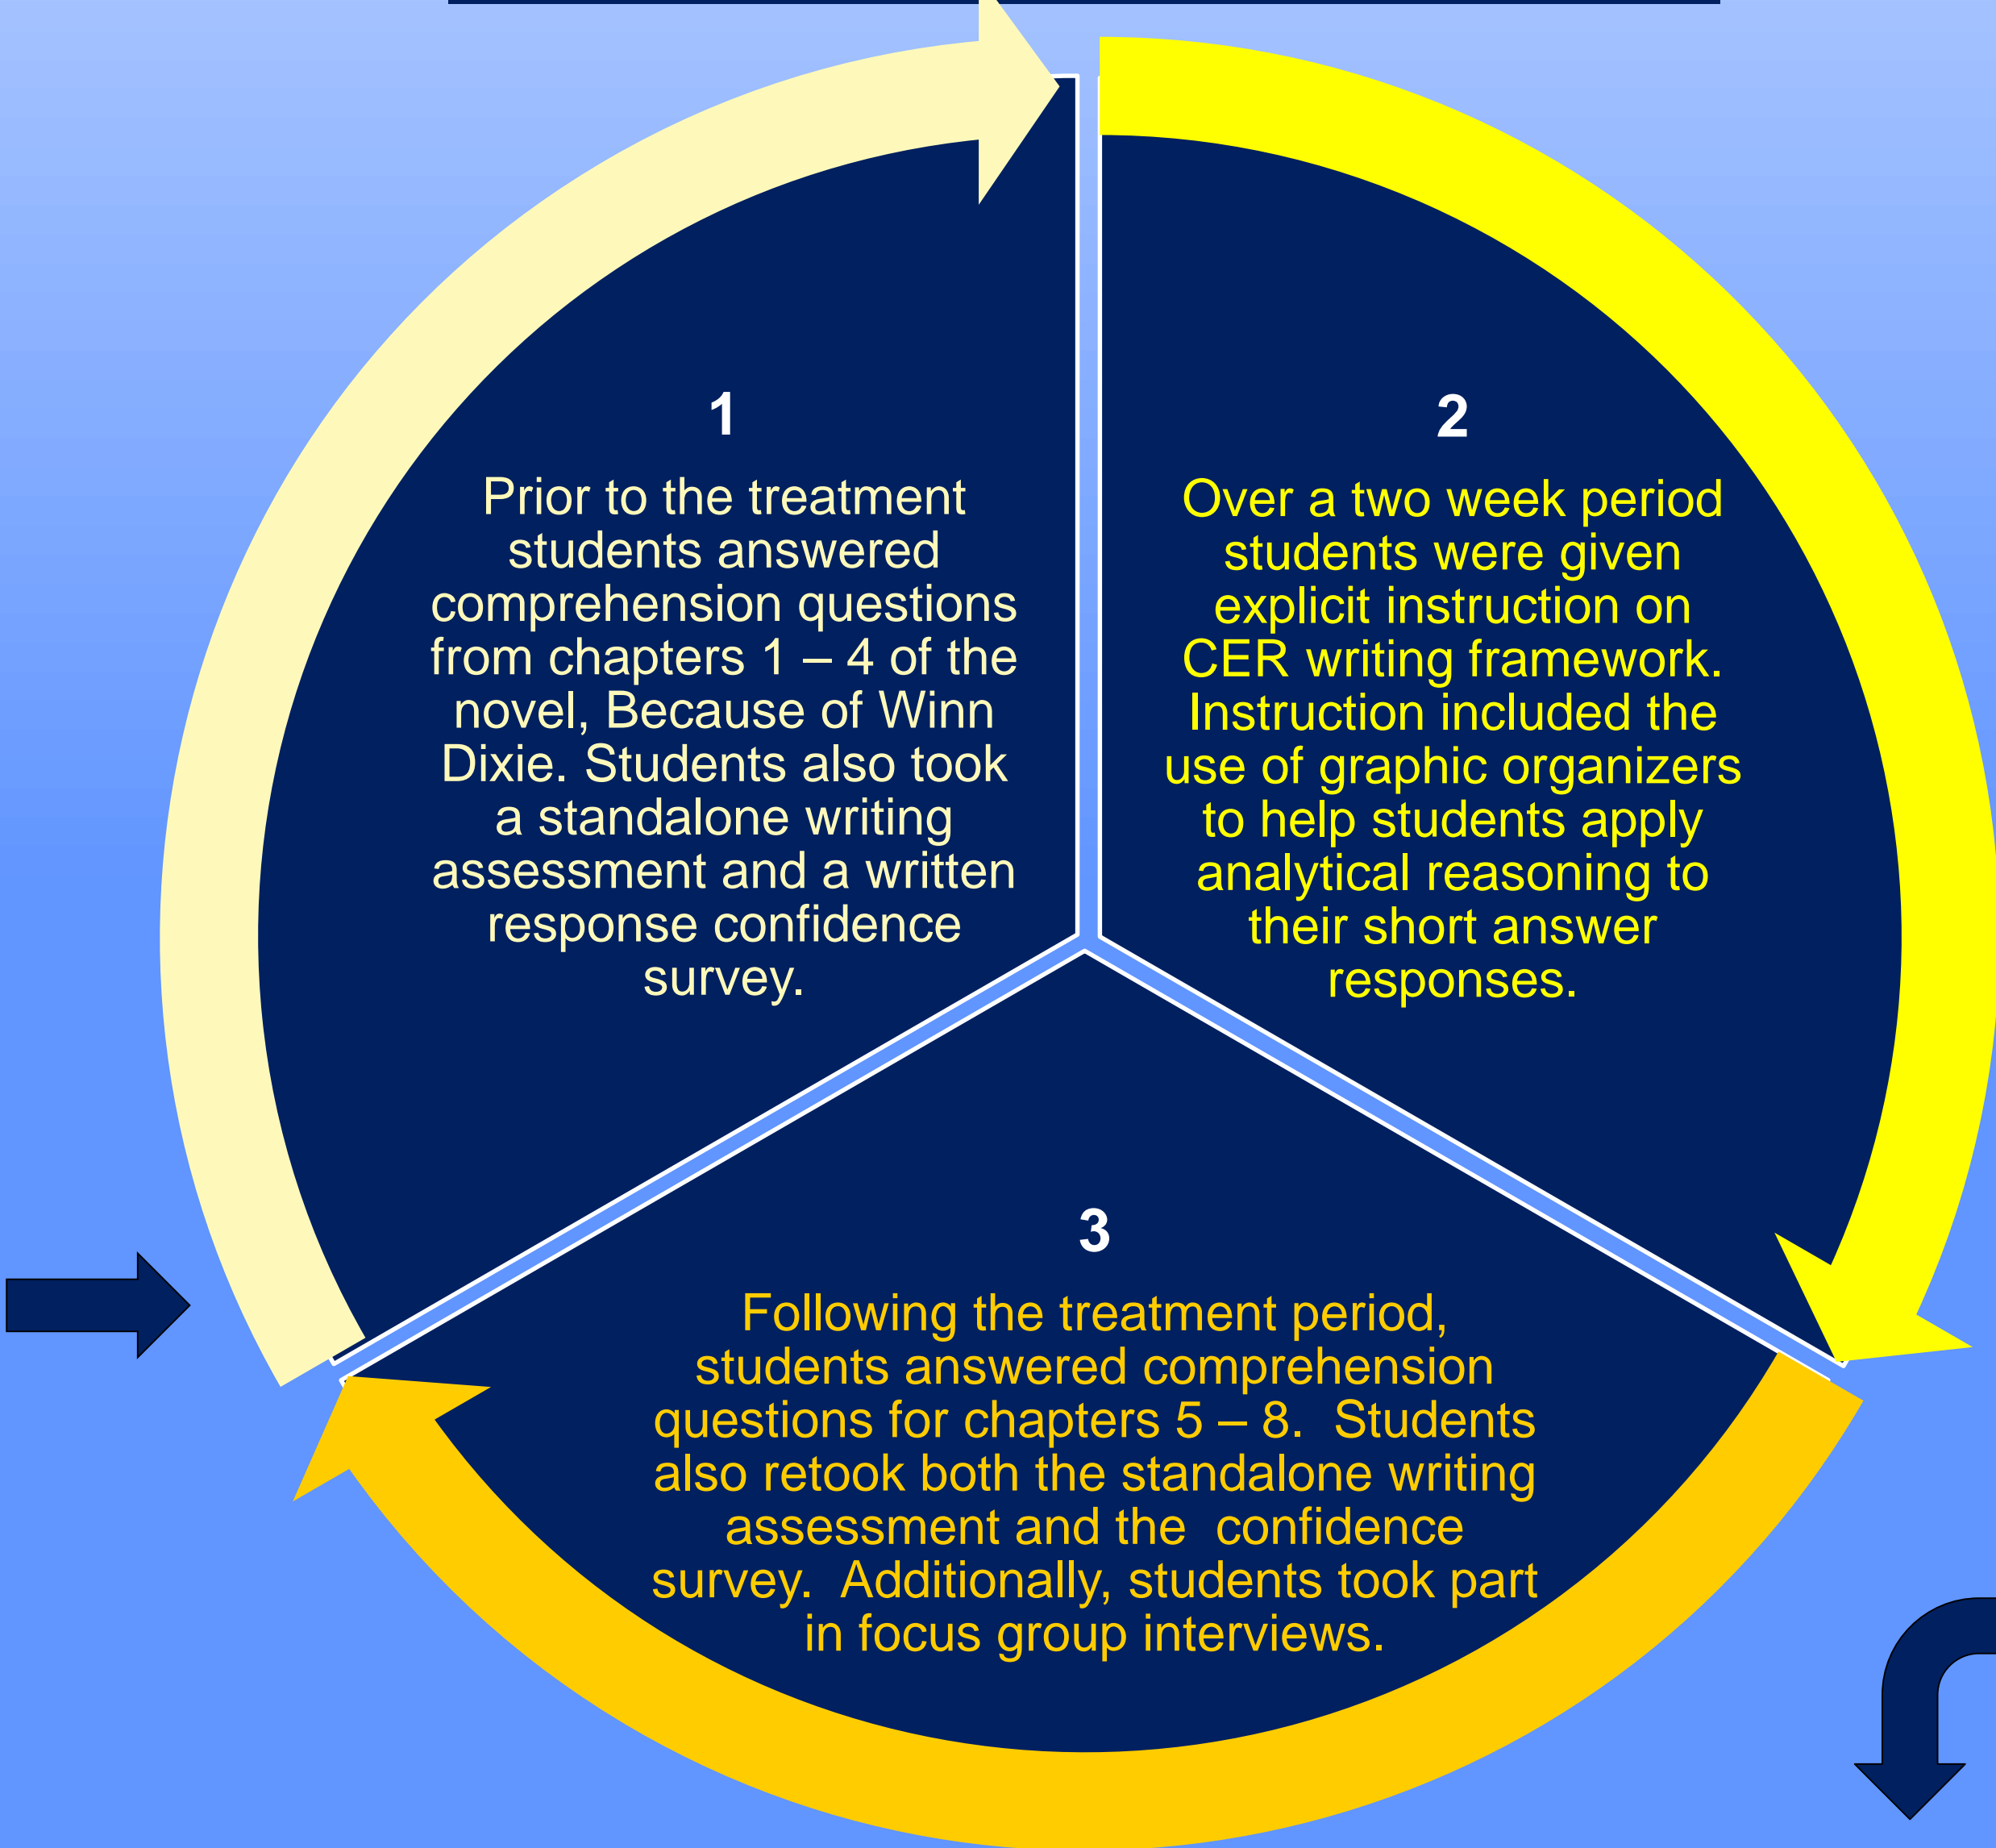 1
Prior to the treatment
students answered
comprehension questions
from chapters 1 – 4 of the
novel, Because of Winn
Dixie. Students also took
a standalone writing
assessment and a written
response confidence
survey.
2
Over a two week period
students were given
explicit instruction on
CER writing framework.
Instruction included the
use of graphic organizers
to help students apply
analytical reasoning to
their short answer
responses.
3
Following the treatment period,
students answered comprehension
questions for chapters 5 – 8.  Students
also retook both the standalone writing
assessment and the  confidence
survey.  Additionally, students took part
in focus group interviews.